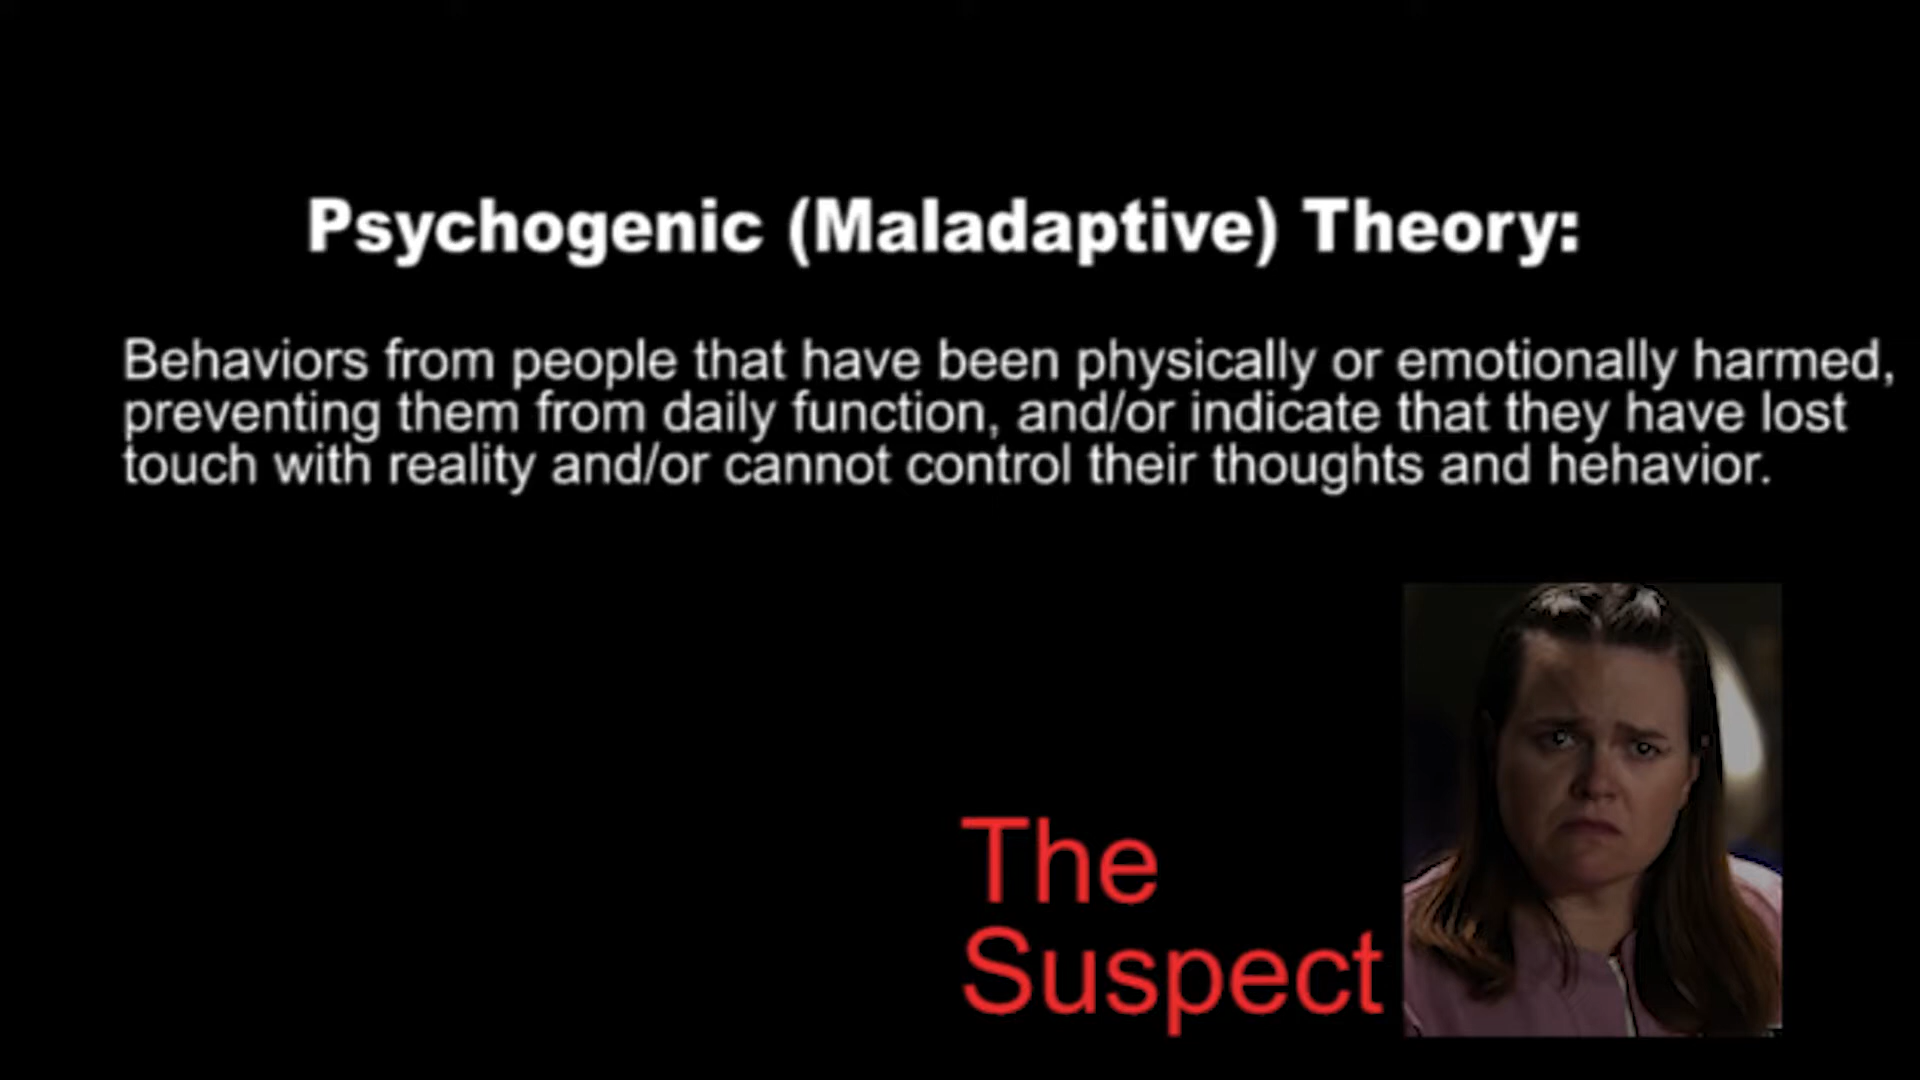 Psychogenic (Maladaptive) Theory:
Behaviors from people that have been physically or emotionally harmed,
preventing them from daily function, and/or indicate that they have lost
touch with reality and/or cannot control their thoughts and hehavior.
The
Suspect